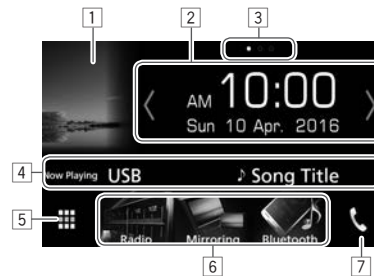 1
2
3
AM 10:00
Sun 10 Apr. 2016
4
Now Playing USB ♪ Song Title
5
Radio Mirroring Bluetooth
6
7